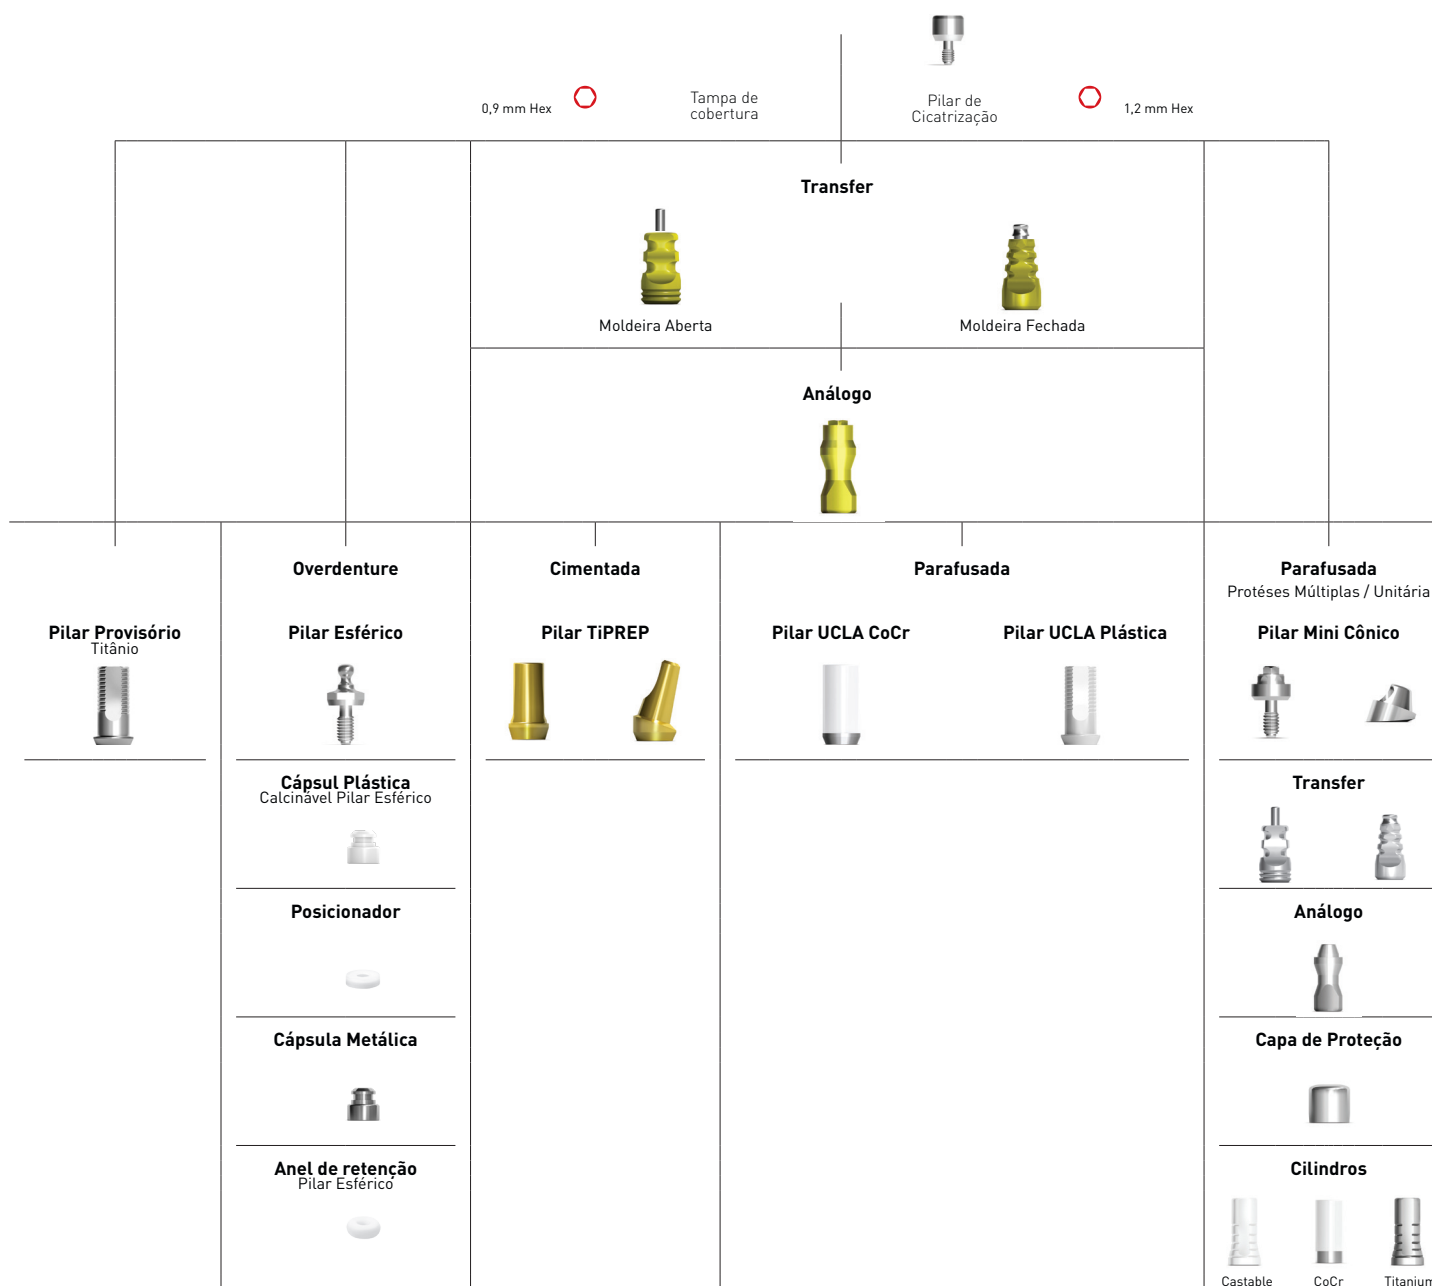 0,9 mm Hex
Tampa de
cobertura
Pilar de
Cicatrização
1,2 mm Hex
Transfer
Moldeira Aberta
Moldeira Fechada
Análogo
Overdenture
Cimentada
Parafusada
Parafusada
Protéses Múltiplas / Unitária
Pilar Provisório
Titânio
Pilar Esférico
Pilar TiPREP
Pilar UCLA CoCr
Pilar UCLA Plástica
Pilar Mini Cônico
Cápsul Plástica
Calcinável Pilar Esférico
Transfer
Posicionador
Análogo
Cápsula Metálica
Capa de Proteção
Anel de retenção
Pilar Esférico
Cilindros
Castable
CoCr
Titanium